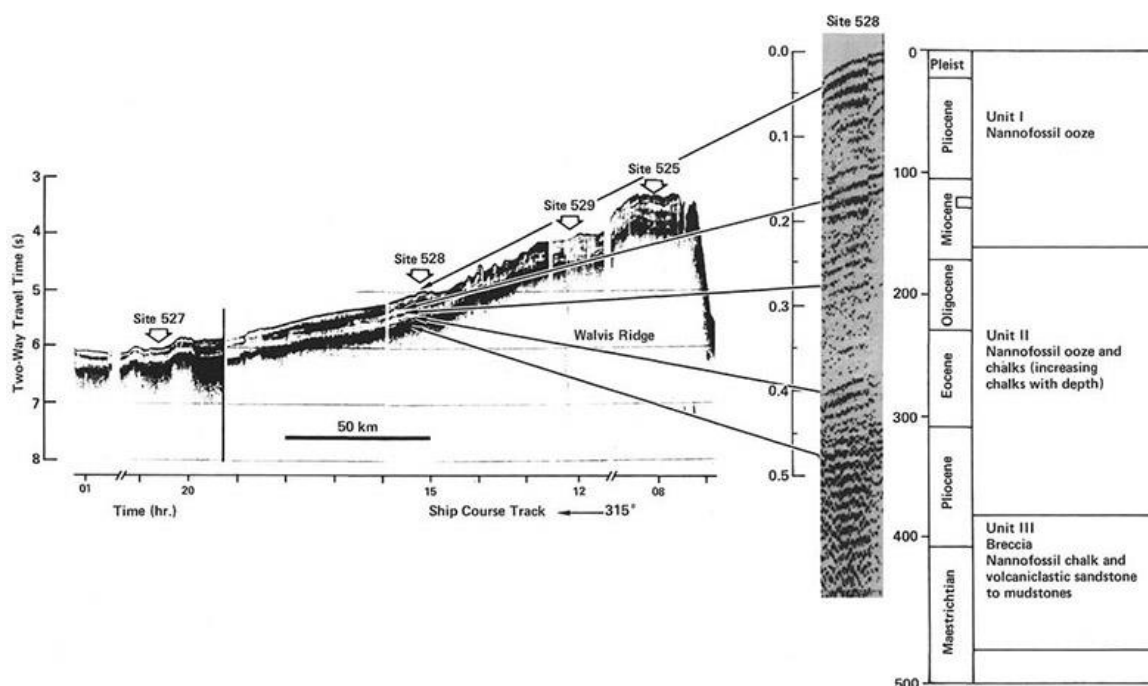 Site 528
0.0
0.1
0.2
0.3
0.4
0.5
0
100
200
300
400
500
Pleist
Pliocene
Miocene
Oligocene
Eocene
Pliocene
Maestrichtian
Unit I
Nannofossil ooze
Unit II
Nannofossil ooze and
chalks (increasing
chalks with depth)
Unit III
Breccia
Nannofossil chalk and
volcaniclastic sandstone
to mudstones
Two-Way Travel Time (s)
3
4
5
6
7
8
Site 527
Site 528
Site 529
Site 525
Walvis Ridge
50 km
01
20
15
12
08
Time (hr.)
Ship Course Track
315°